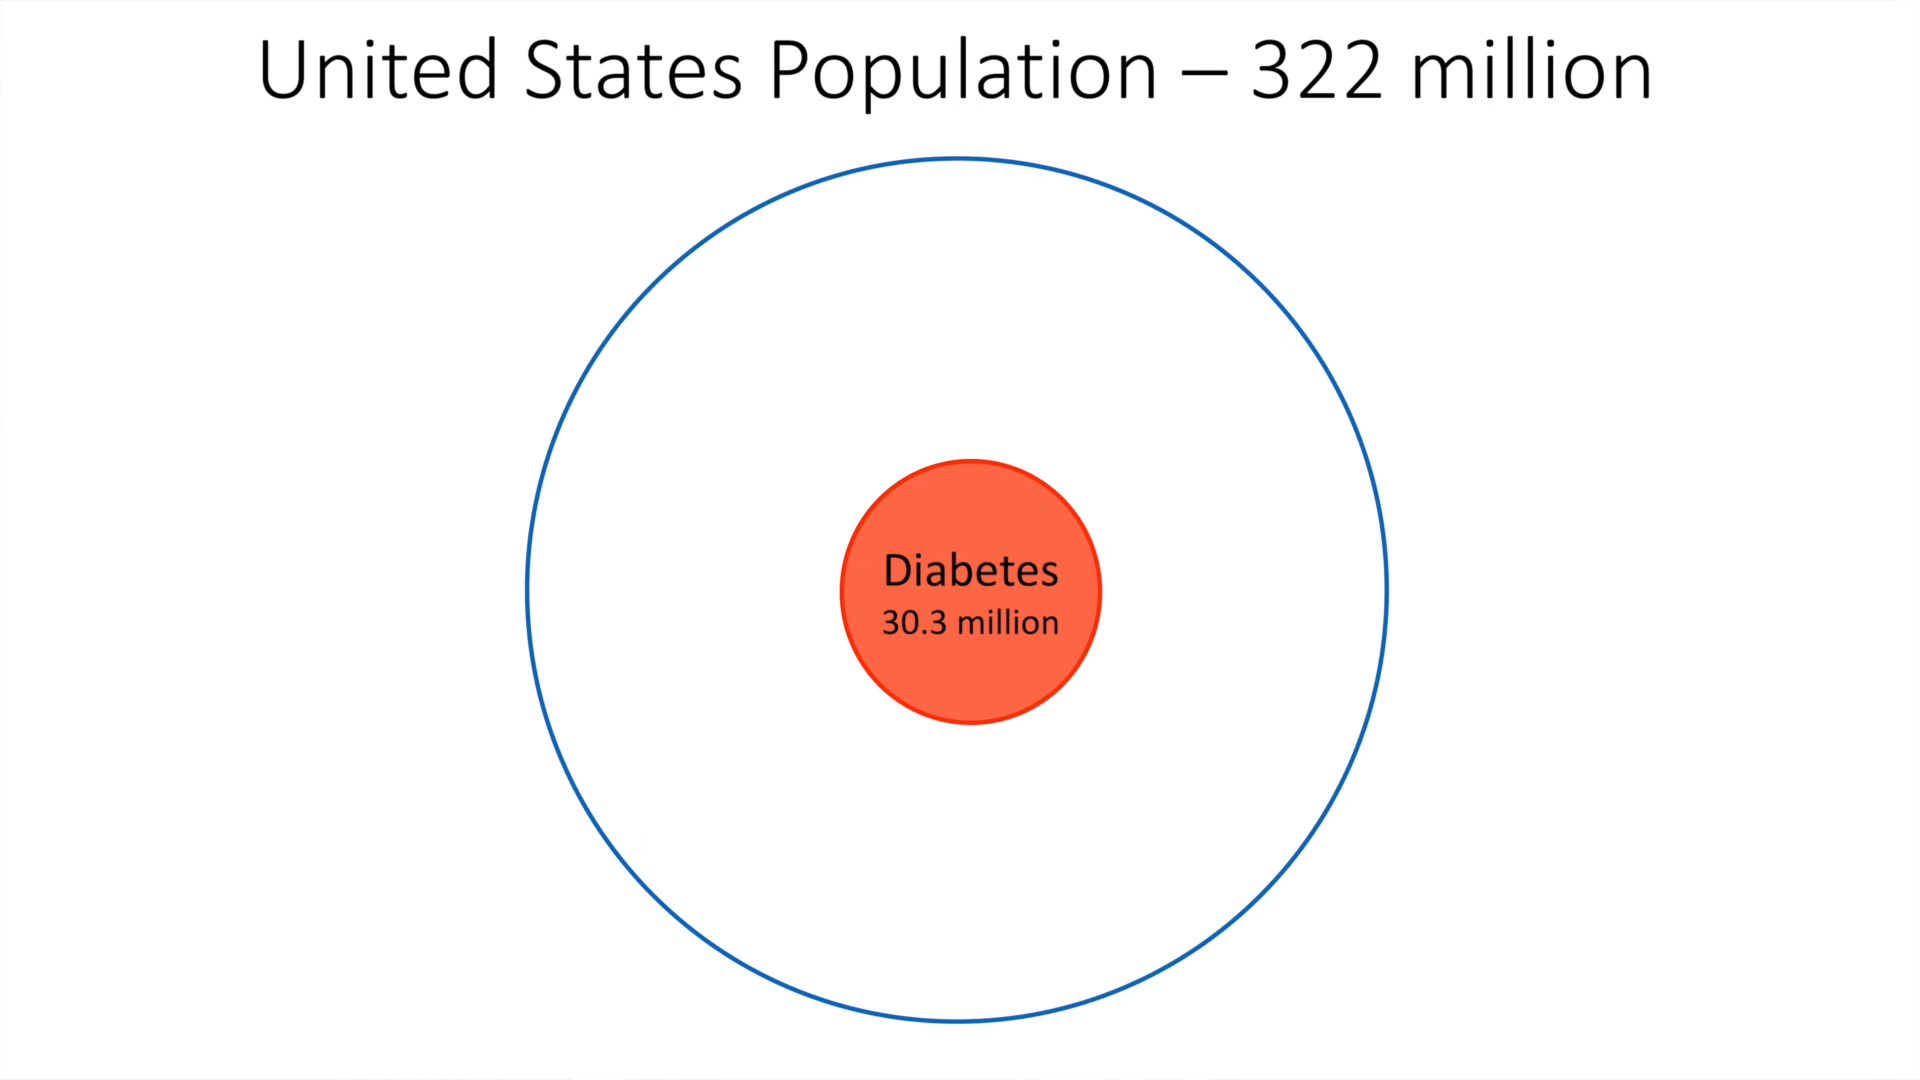 United States Population – 322 million
Diabetes
30.3 million